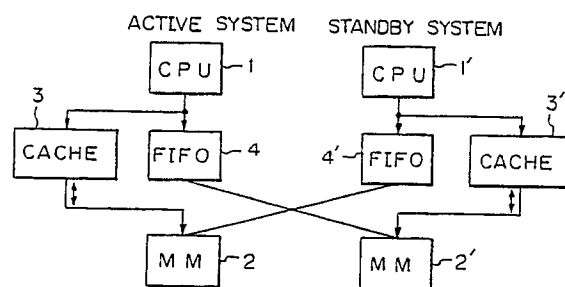 ACTIVE SYSTEM STANDBY SYSTEM
CPU 1 CPU 1'
3 3'
CACHE FIFO 4 4' FIFO CACHE
MM 2 MM 2'